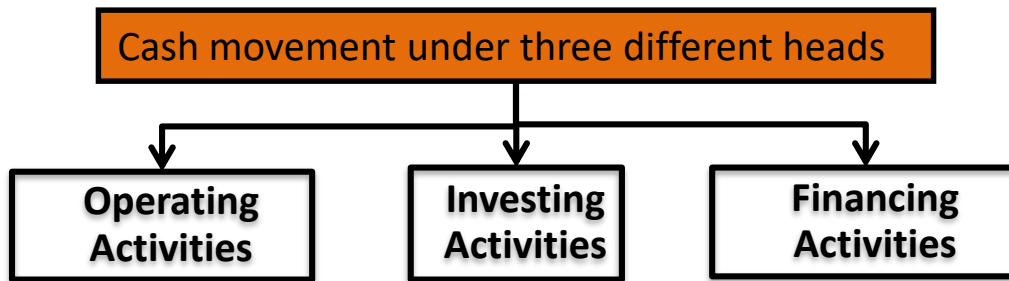 Cash movement under three different heads
Operating
Activities
Investing
Activities
Financing
Activities